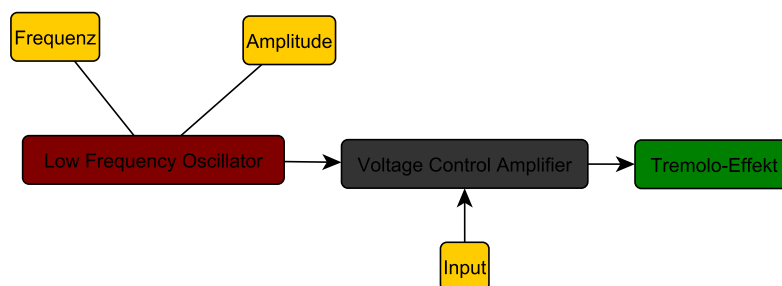 Frequenz
Amplitude
Low Frequency Oscillator
Voltage Control Amplifier
Tremolo-Effekt
Input